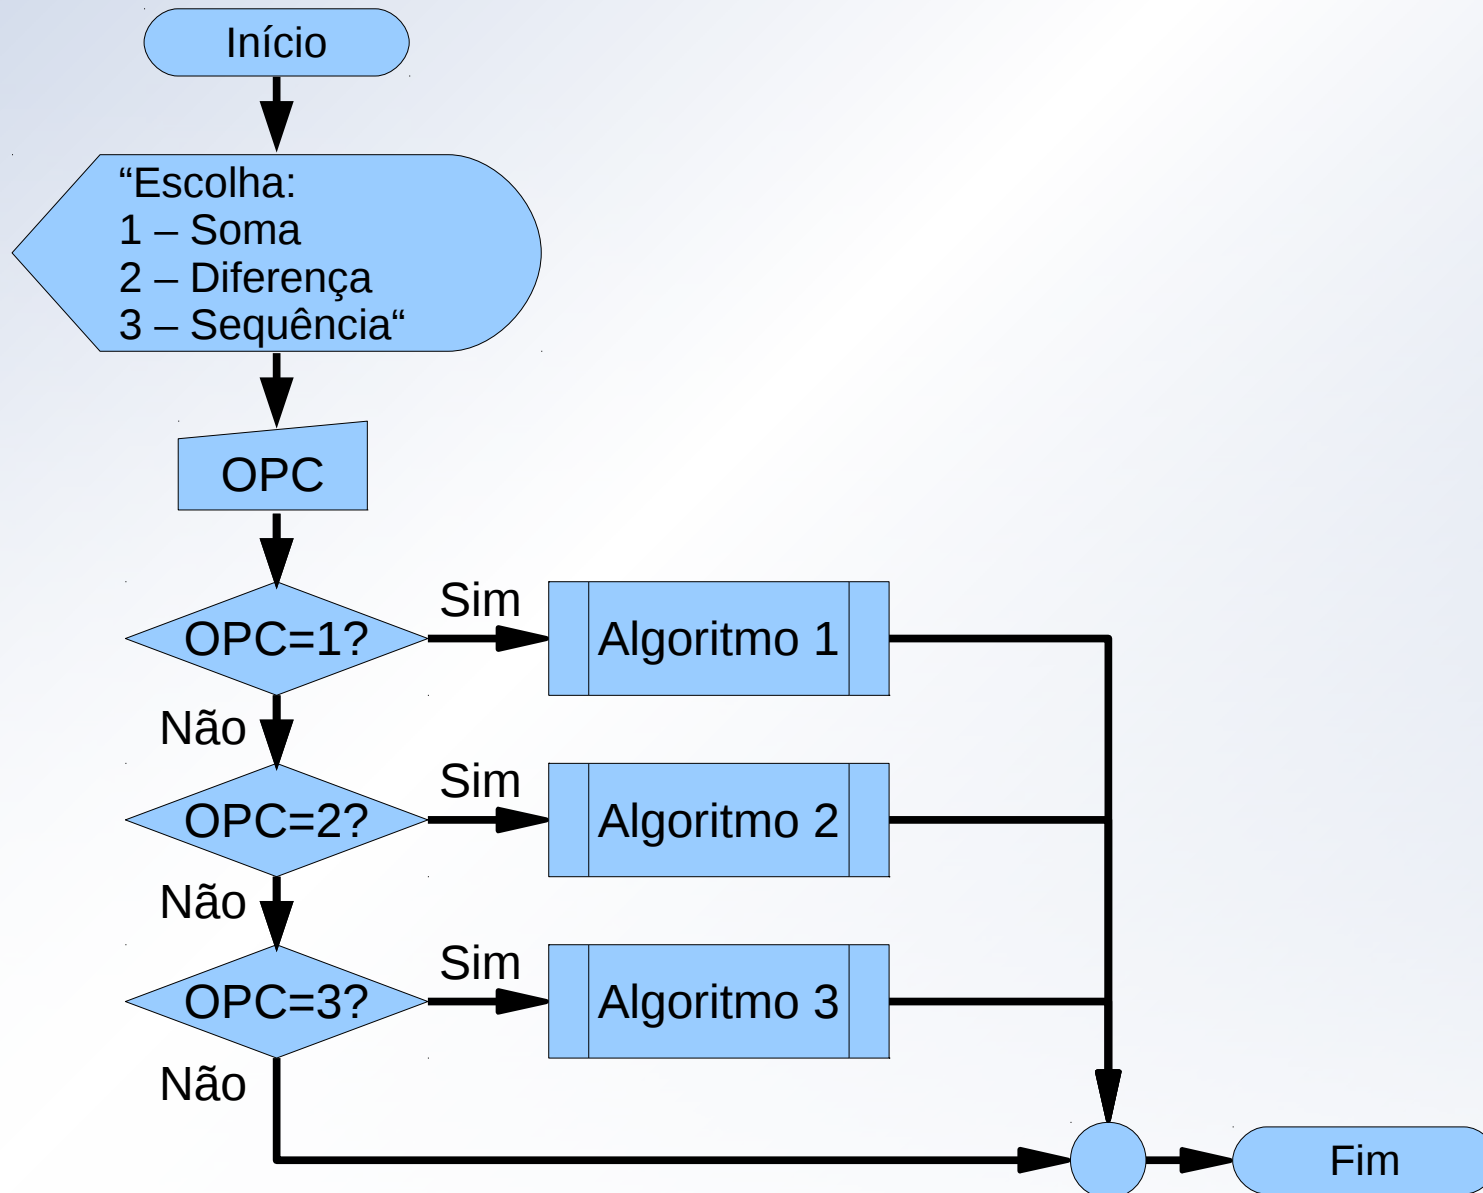 Início
“Escolha:
1 – Soma
2 – Diferença
3 – Sequência“
OPC
OPC=1?
Sim
Algoritmo 1
Não
OPC=2?
Sim
Algoritmo 2
Não
OPC=3?
Sim
Algoritmo 3
Não
Fim